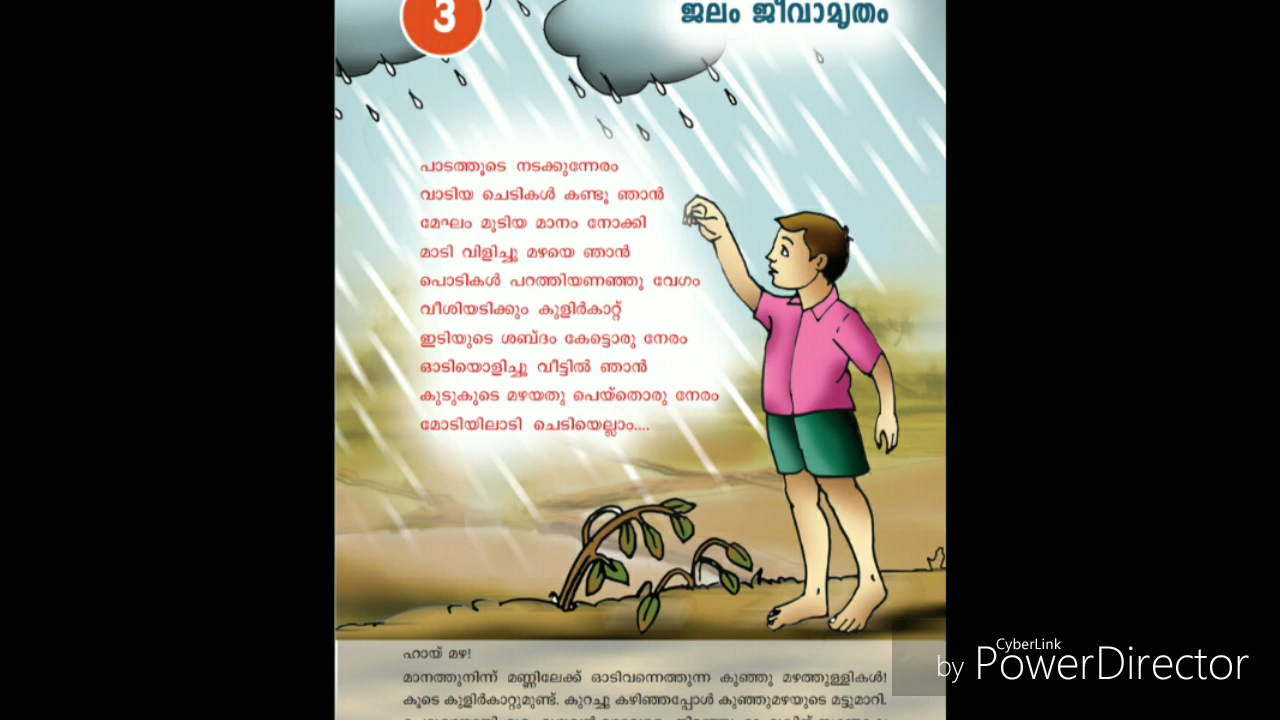 3
ജലം ജീവാമൃതം
പാടത്തൂടെ നടക്കുന്നേരം
വാടിയ ചെടികൾ കണ്ടൂ ഞാൻ
മേഘം മൂടിയ മാനം നോക്കി
മാടി വിളിച്ചൂ മഴയെ ഞാൻ
പൊടികൾ പറത്തിയണഞ്ഞൂ വേഗം
വീശിയടിക്കും കുളിർകാറ്റ്
ഇടിയുടെ ശബ്ദം കേട്ടൊരു നേരം
ഓടിയൊളിച്ചൂ വീട്ടിൽ ഞാൻ
കുടുകുടെ മഴയതു പെയ്തൊരു നേരം
മോടിയിലാടി ചെടിയെല്ലാം....
ഹായ് മഴ!
മാനത്തുനിന്ന് മണ്ണിലേക്ക് ഓടിവന്നെത്തുന്ന കുഞ്ഞു മഴത്തുള്ളികൾ!
കൂടെ കുളിർകാറ്റുമുണ്ട്. കുറച്ചു കഴിഞ്ഞപ്പോൾ കുഞ്ഞുമഴയുടെ മട്ടുമാറി.
CyberLink
by PowerDirector